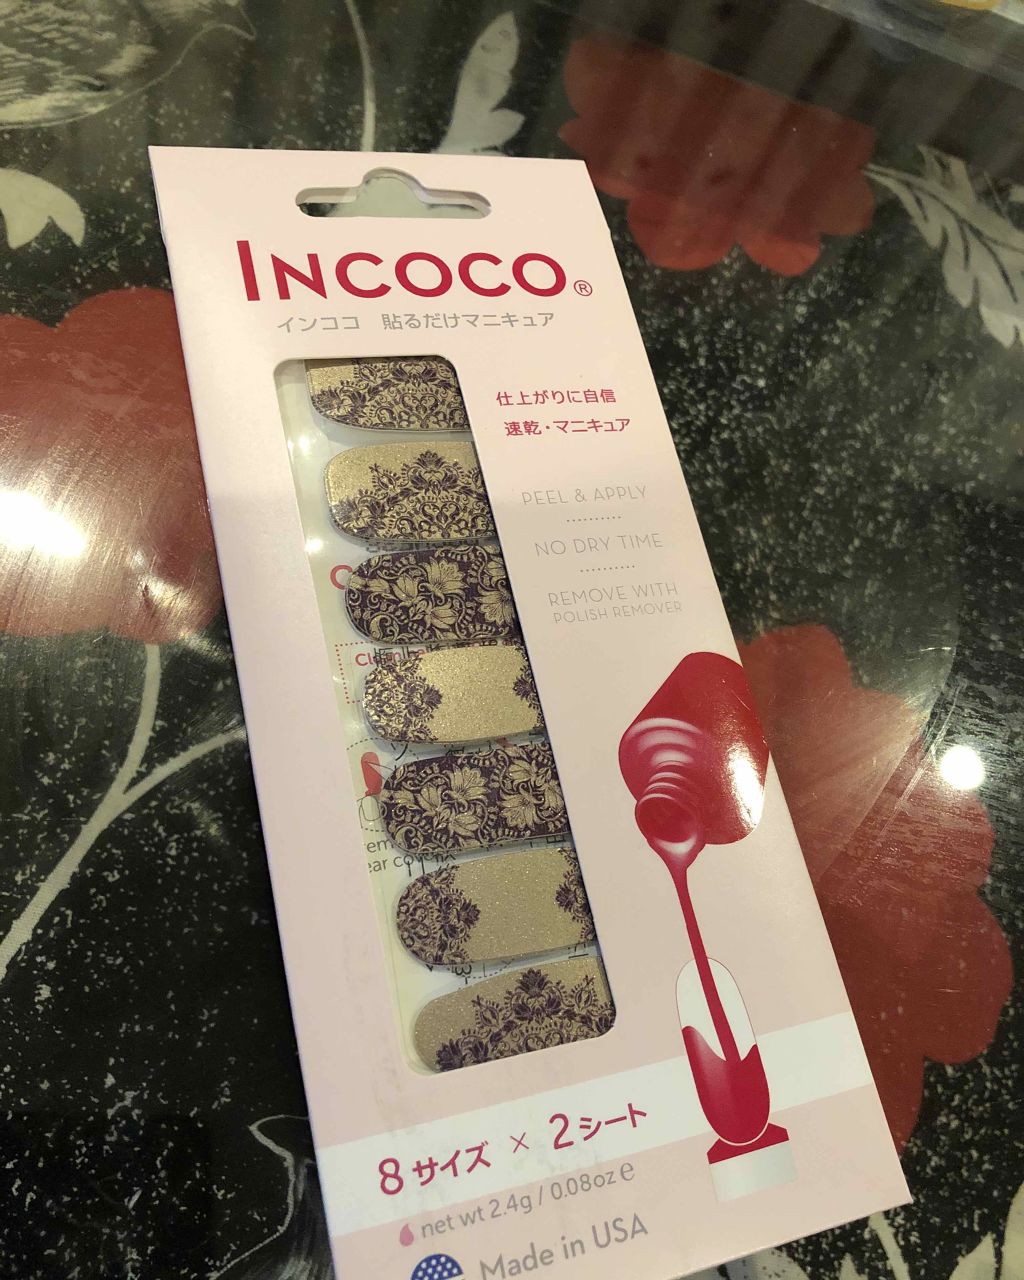 INCOCO®
インココ 貼るだけマニキュア
仕上がりに自信
速乾・マニキュア
PEEL & APPLY
NO DRY TIME
REMOVE WITH
POLISH REMOVER
8サイズ × 2シート
net wt 2.4g / 0.08oz e
Made in USA